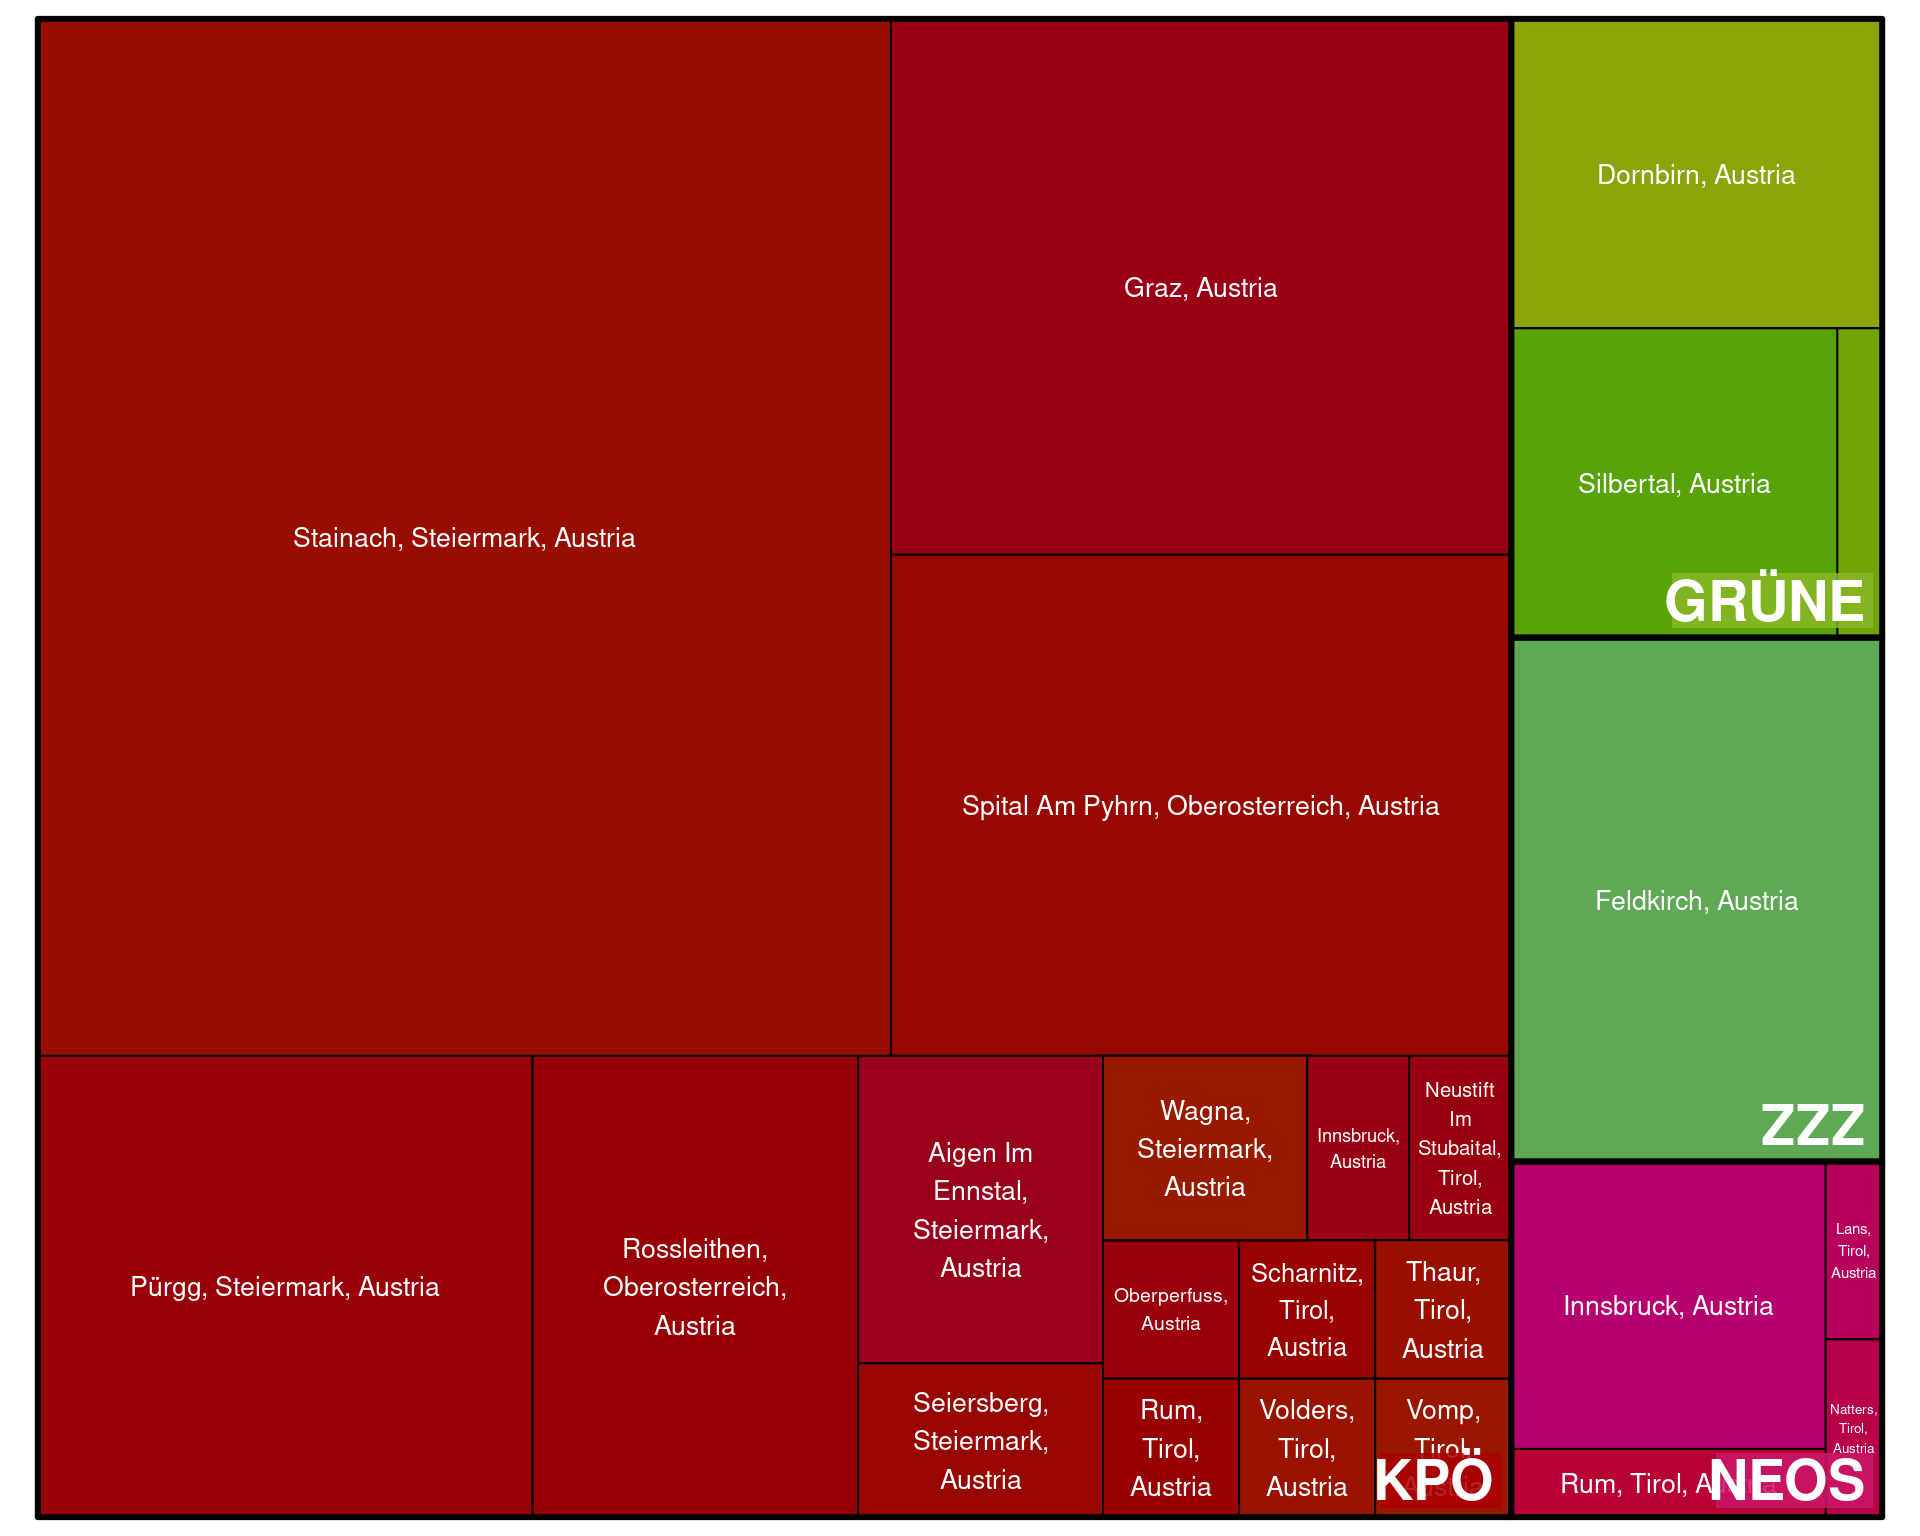 Stainach, Steiermark, Austria
Graz, Austria
Spital Am Pyhrn, Oberosterreich, Austria
Pürgg, Steiermark, Austria
Rossleithen,
Oberosterreich,
Austria
Aigen Im
Ennstal,
Steiermark,
Austria
Seiersberg,
Steiermark,
Austria
Wagna,
Steiermark,
Austria
Innsbruck,
Austria
Neustift
Im
Stubaital,
Tirol,
Austria
Oberperfuss,
Austria
Scharnitz,
Tirol,
Austria
Thaur,
Tirol,
Austria
Rum,
Tirol,
Austria
Volders,
Tirol,
Austria
Vomp,
Tirol,
Austria
KPÖ
Dornbirn, Austria
Silbertal, Austria
GRÜNE
Feldkirch, Austria
ZZZ
Innsbruck, Austria
Lans,
Tirol,
Austria
Natters,
Tirol,
Austria
Rum, Tirol, Austria
NEOS